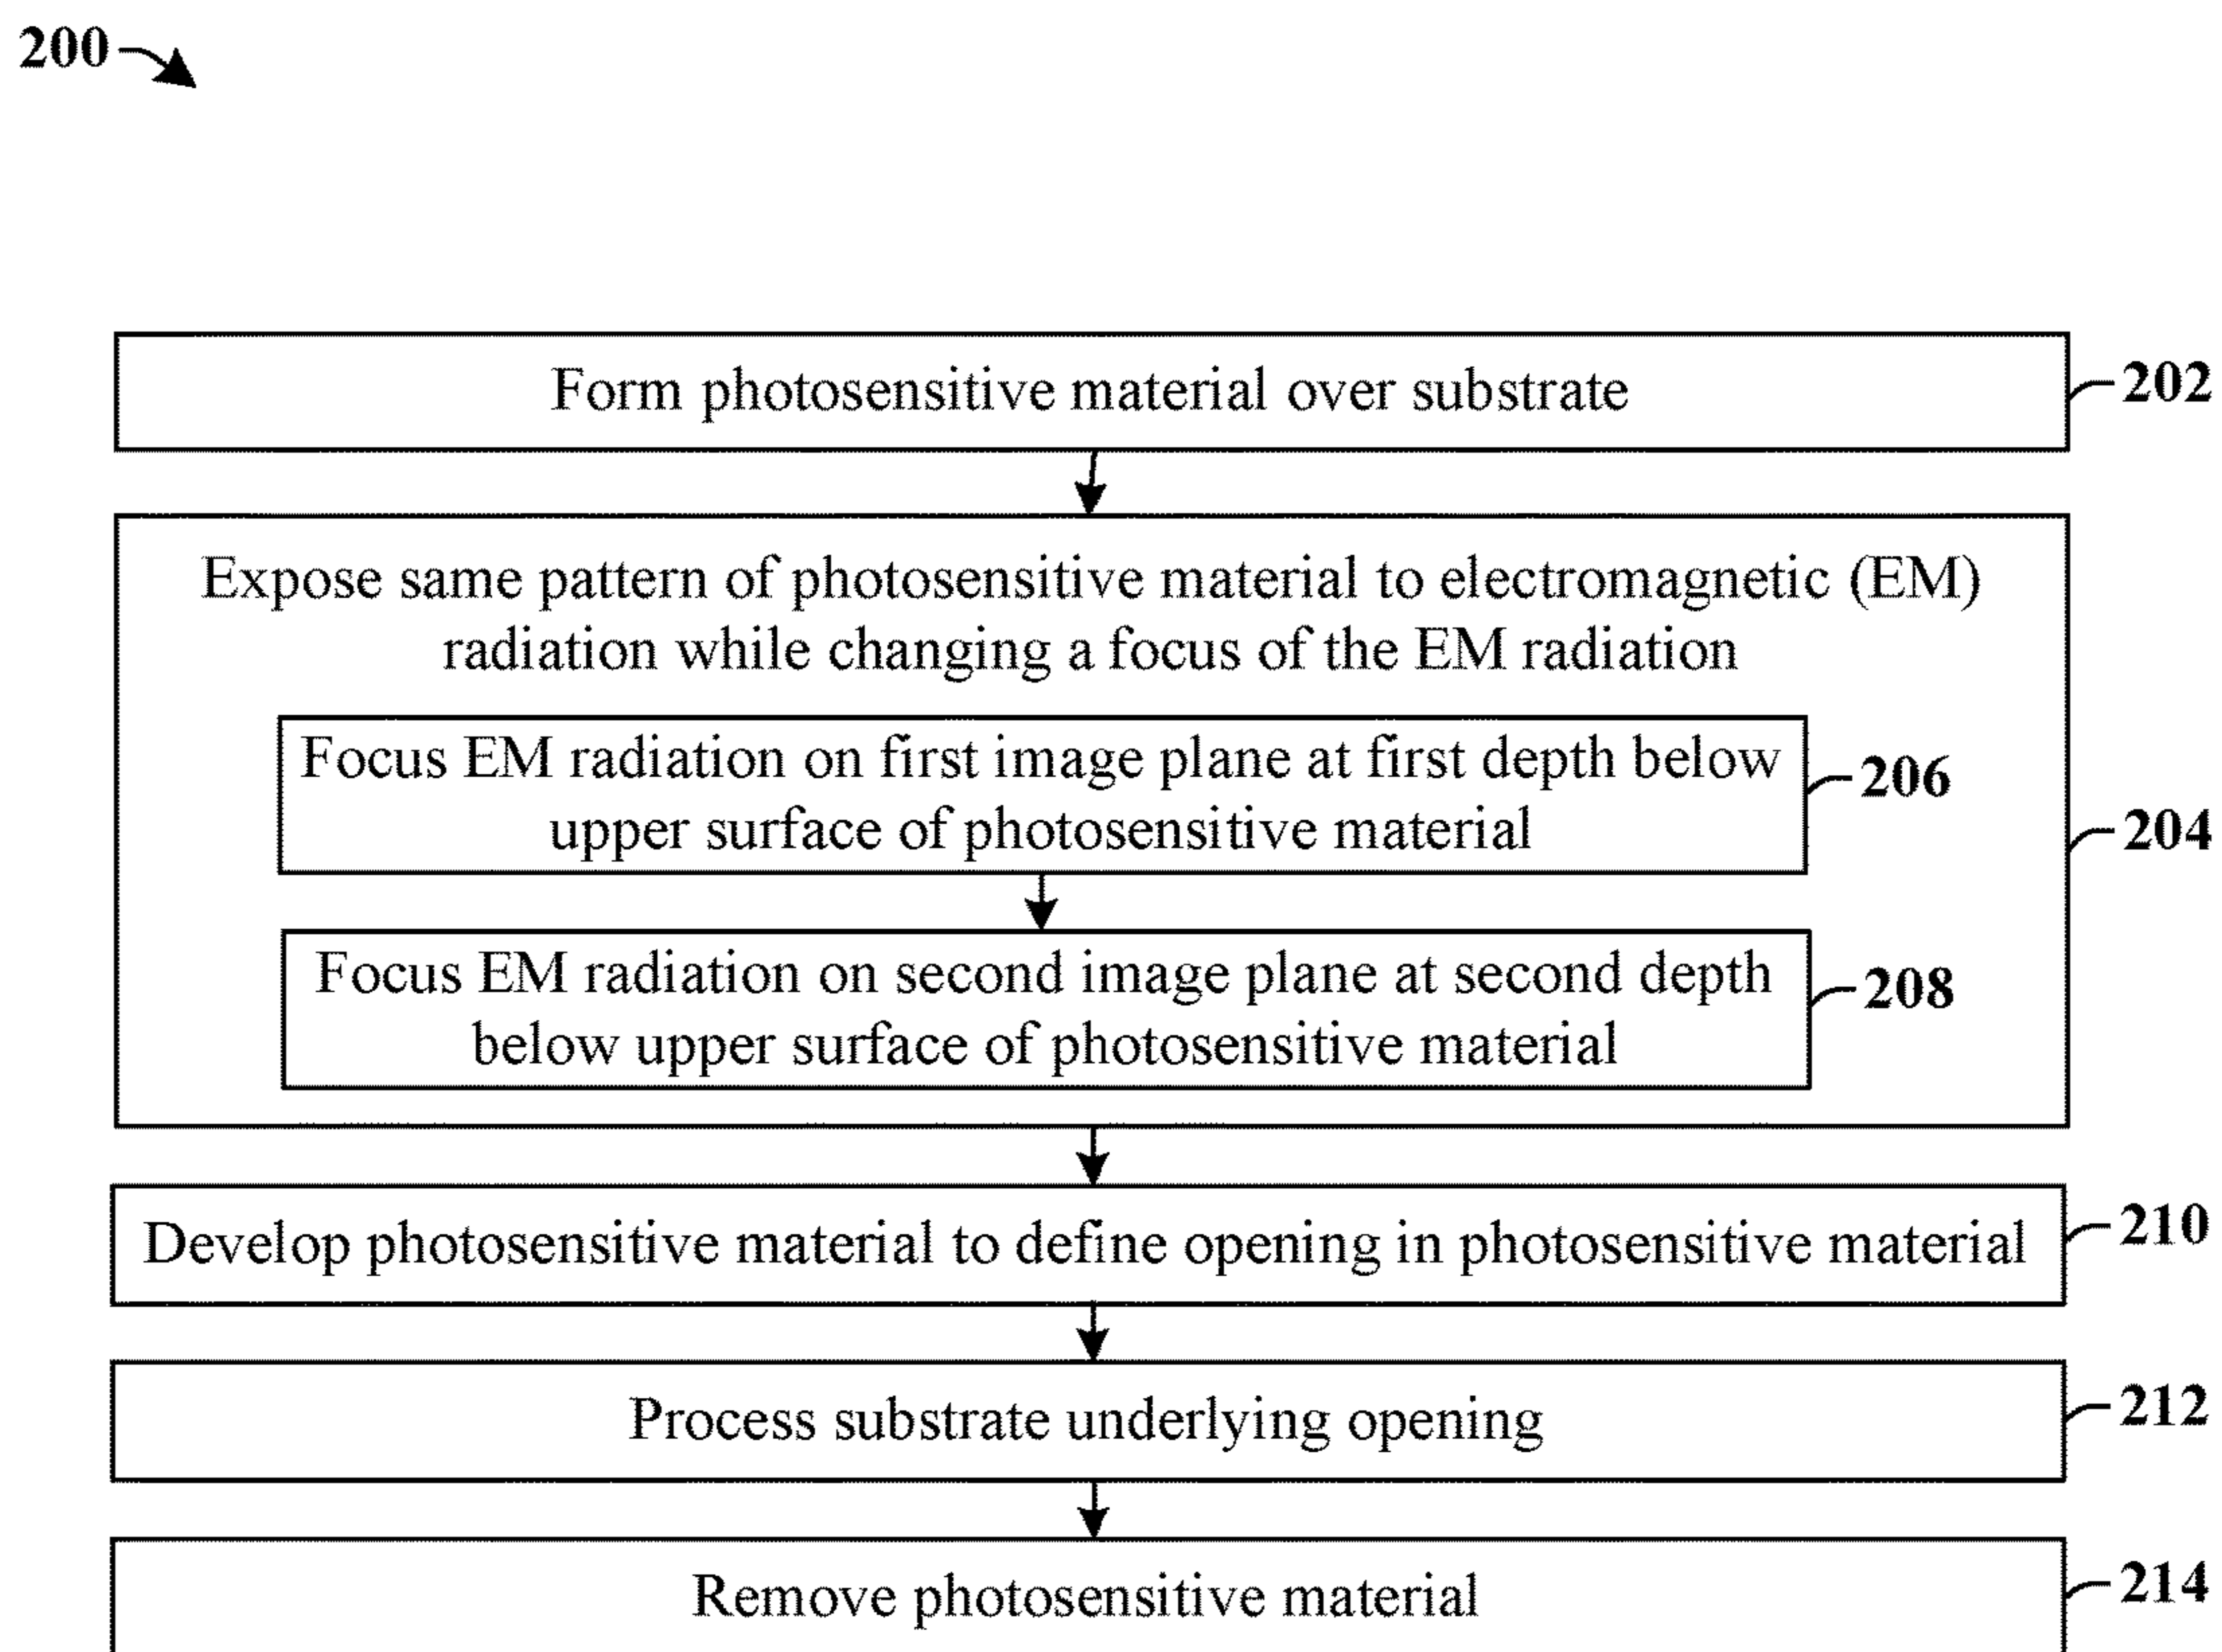 200
Form photosensitive material over substrate
202
Expose same pattern of photosensitive material to electromagnetic (EM)
radiation while changing a focus of the EM radiation
Focus EM radiation on first image plane at first depth below
upper surface of photosensitive material
206
204
Focus EM radiation on second image plane at second depth
below upper surface of photosensitive material
208
Develop photosensitive material to define opening in photosensitive material
210
Process substrate underlying opening
212
Remove photosensitive material
214